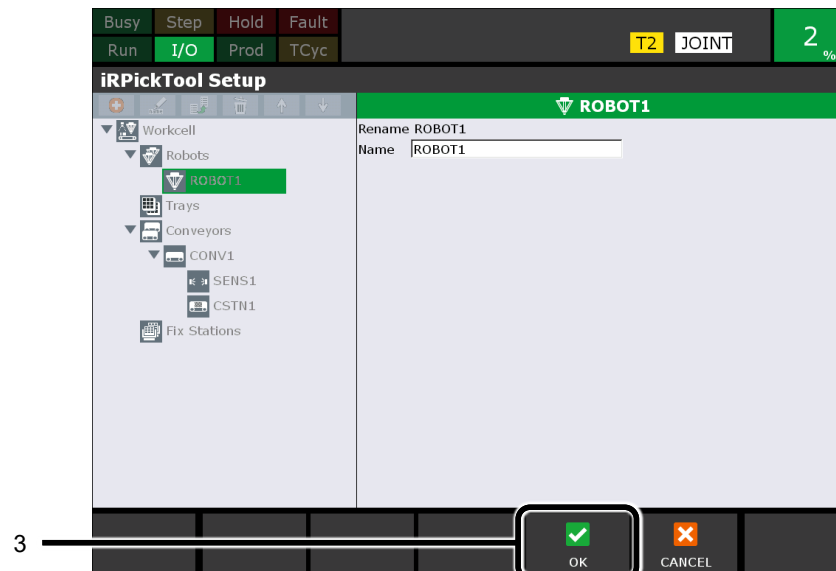 Busy Step Hold Fault
Run I/O Prod TCyc
T2 JOINT
2 %
iRPickTool Setup
ROBOT1
Workcell
Rename ROBOT1
Name ROBOT1
Robots
ROBOT1
Trays
Conveyors
CONV1
SENS1
CSTN1
Fix Stations
3
OK CANCEL